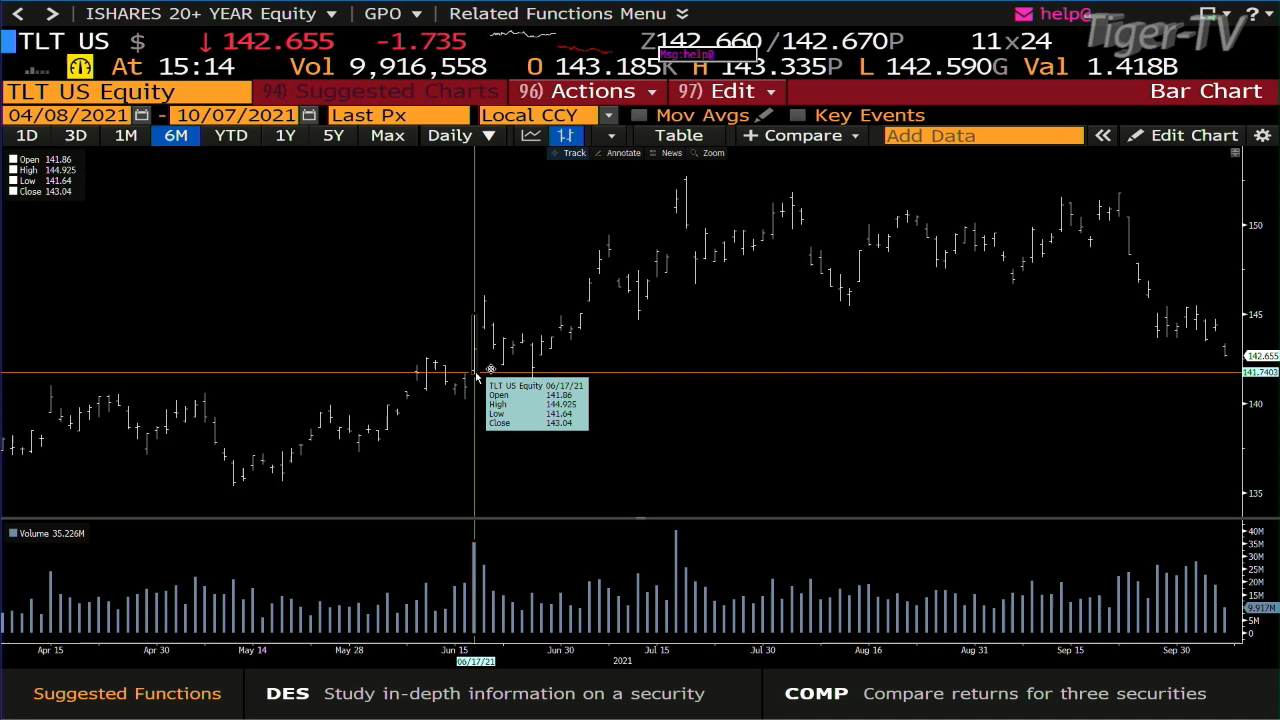 < > ISHARES 20+ YEAR Equity GPO Related Functions Menu help@ ?
TLT US $ ↓ 142.655 -1.735 Z142.660/142.670P 11x24 Tiger-TV
Msg:help@
At 15:14 Vol 9,916,558 O 143.185K H 143.335P L 142.590G Val 1.418B
TLT US Equity 94) Suggested Charts 96) Actions 97) Edit Bar Chart
04/08/2021 - 10/07/2021 Last Px Local CCY Mov Avgs Key Events
1D 3D 1M 6M YTD 1Y 5Y Max Daily ▼ Table + Compare Add Data « Edit Chart
Track Annotate News Zoom
Open 141.86
High 144.925
Low 141.64
Close 143.04
150
145
142.655
141.7403
140
135
TLT US Equity 06/17/21
Open 141.86
High 144.925
Low 141.64
Close 143.04
Volume 35.226M
40M
35M
30M
25M
20M
15M
9.917M
5M
0
Apr 15 Apr 30 May 14 May 28 Jun 15 Jun 30 Jul 15 Jul 30 Aug 16 Aug 31 Sep 15 Sep 30
06/17/21 2021
Suggested Functions DES Study in-depth information on a security COMP Compare returns for three securities